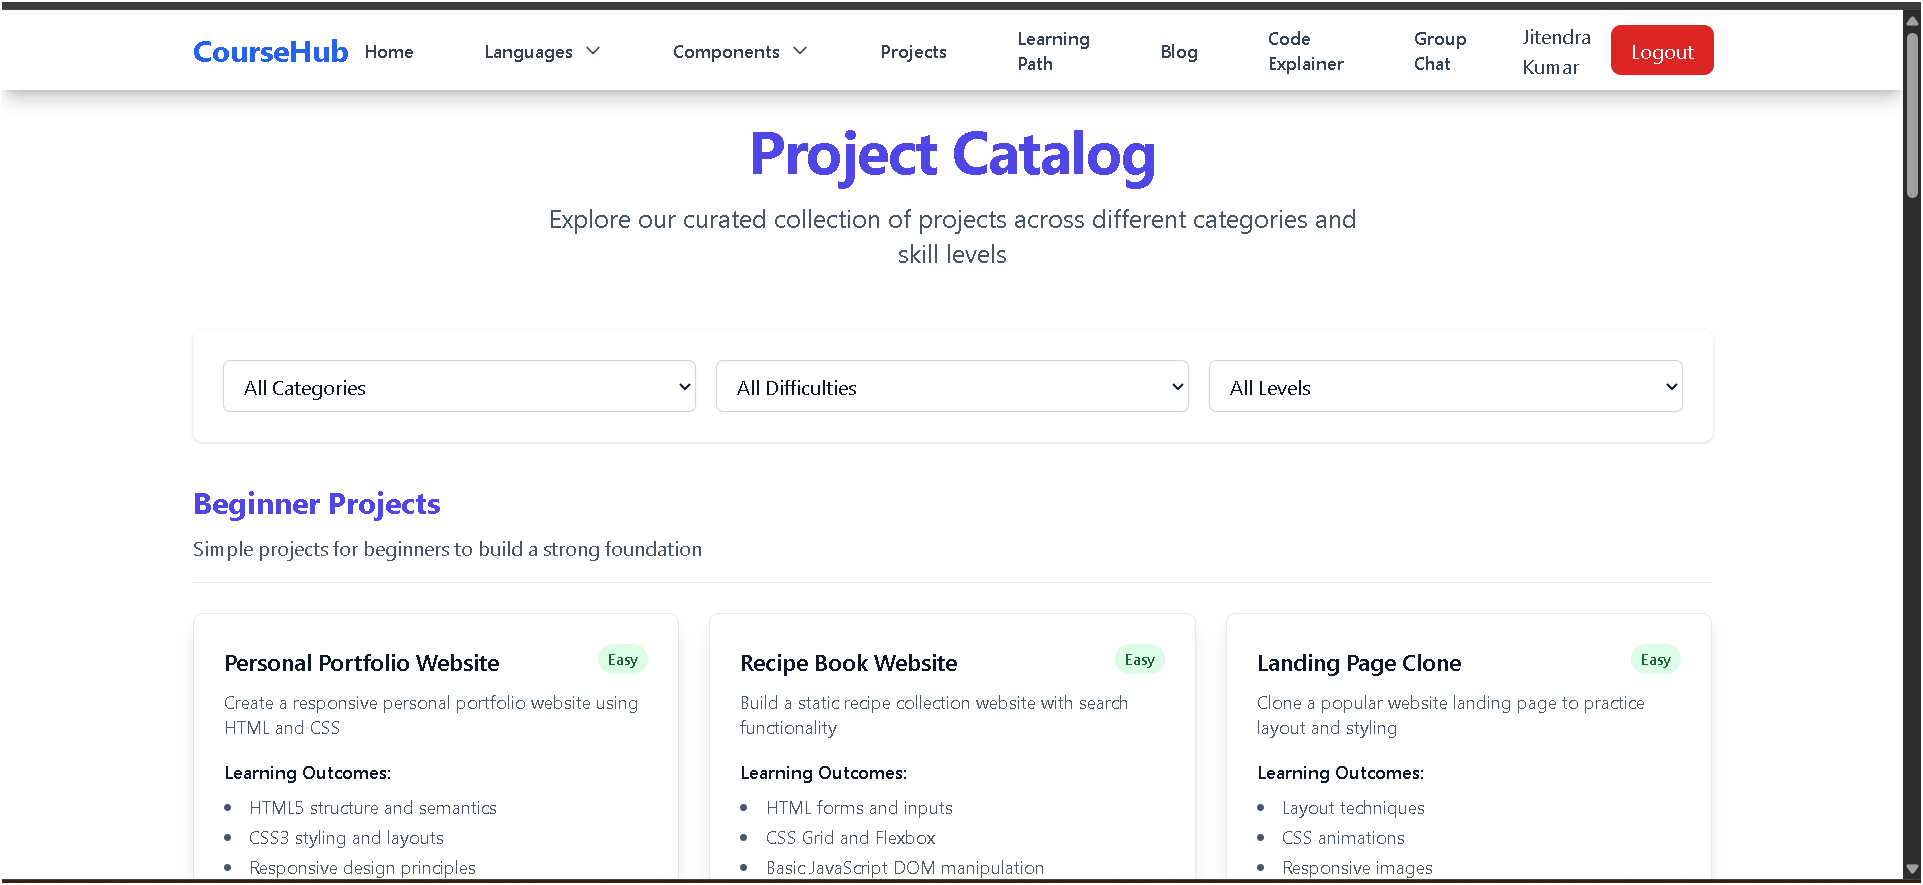 CourseHub Home Languages Components Projects Learning Path Blog Code Explainer Group Chat Jitendra Kumar Logout
Project Catalog
Explore our curated collection of projects across different categories and
skill levels
All Categories All Difficulties All Levels
Beginner Projects
Simple projects for beginners to build a strong foundation
Personal Portfolio Website Easy
Create a responsive personal portfolio website using
HTML and CSS
Learning Outcomes:
HTML5 structure and semantics
CSS3 styling and layouts
Responsive design principles
Recipe Book Website Easy
Build a static recipe collection website with search
functionality
Learning Outcomes:
HTML forms and inputs
CSS Grid and Flexbox
Basic JavaScript DOM manipulation
Landing Page Clone Easy
Clone a popular website landing page to practice
layout and styling
Learning Outcomes:
Layout techniques
CSS animations
Responsive images